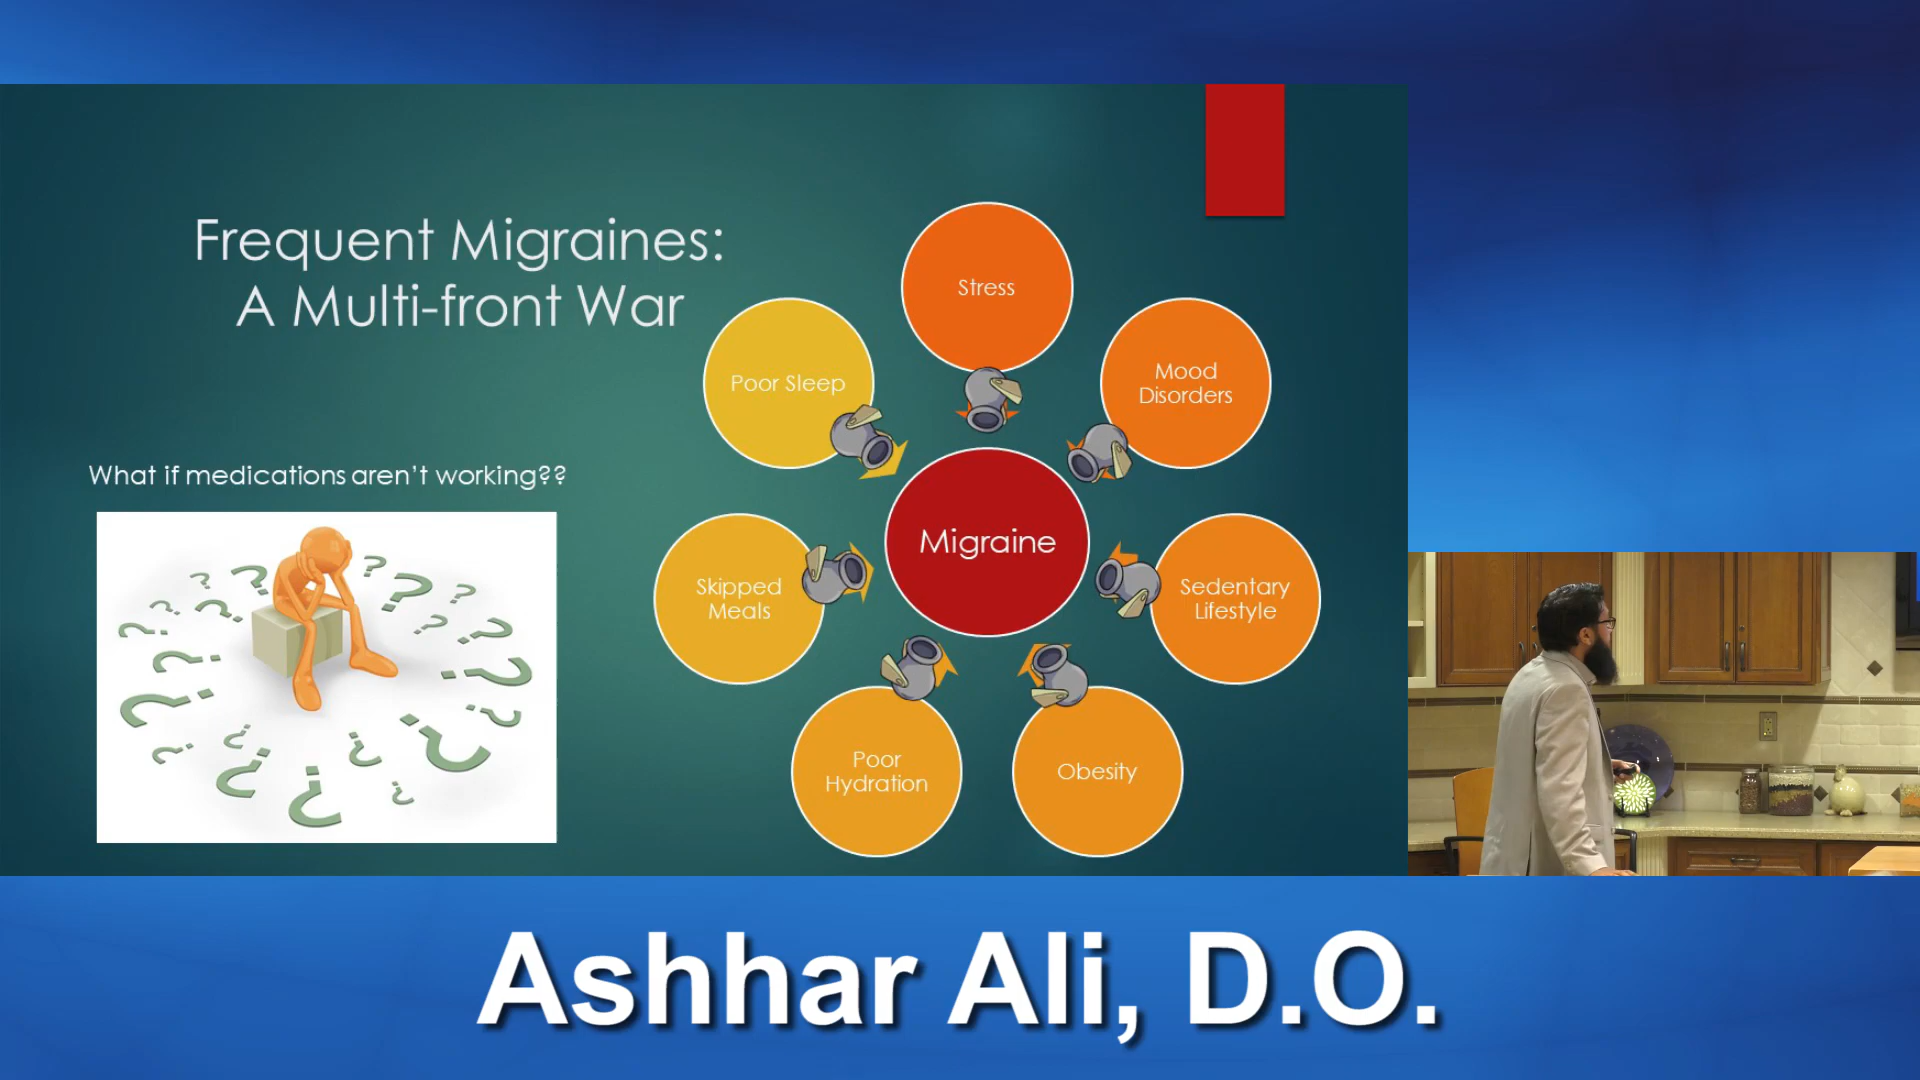 Frequent Migraines:
A Multi-front War
What if medications aren't working??
Stress
Mood
Disorders
Sedentary
Lifestyle
Obesity
Poor
Hydration
Skipped
Meals
Poor Sleep
Migraine
Ashhar Ali, D.O.